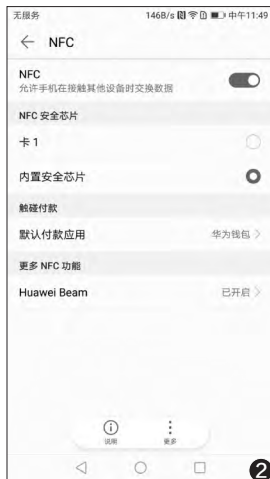 无服务 146B/s 中午11:49
← NFC
NFC
允许手机在接触其他设备时交换数据
NFC 安全芯片
卡 1
内置安全芯片
触碰付款
默认付款应用 华为钱包
更多 NFC 功能
Huawei Beam 已开启
说明 更多
2